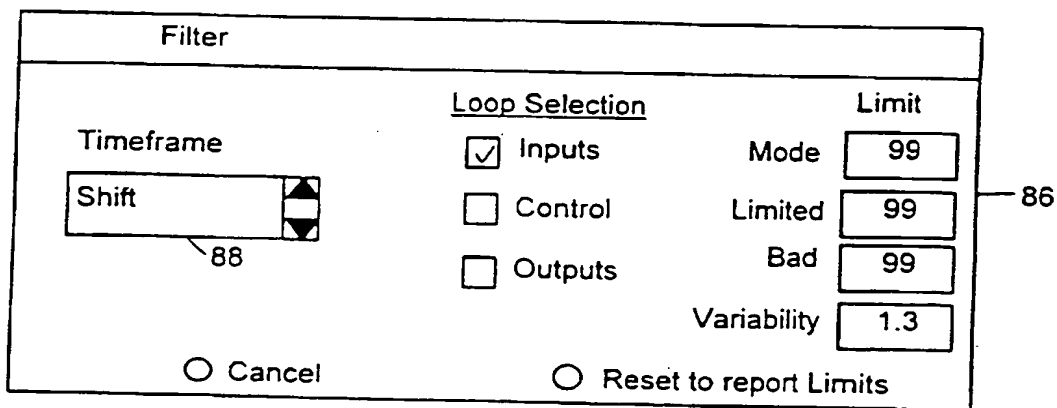 Filter
Timeframe
Shift
88
Loop Selection
Inputs
Control
Outputs
Limit
Mode 99
Limited 99
Bad 99
Variability 1.3
86
Cancel
Reset to report Limits